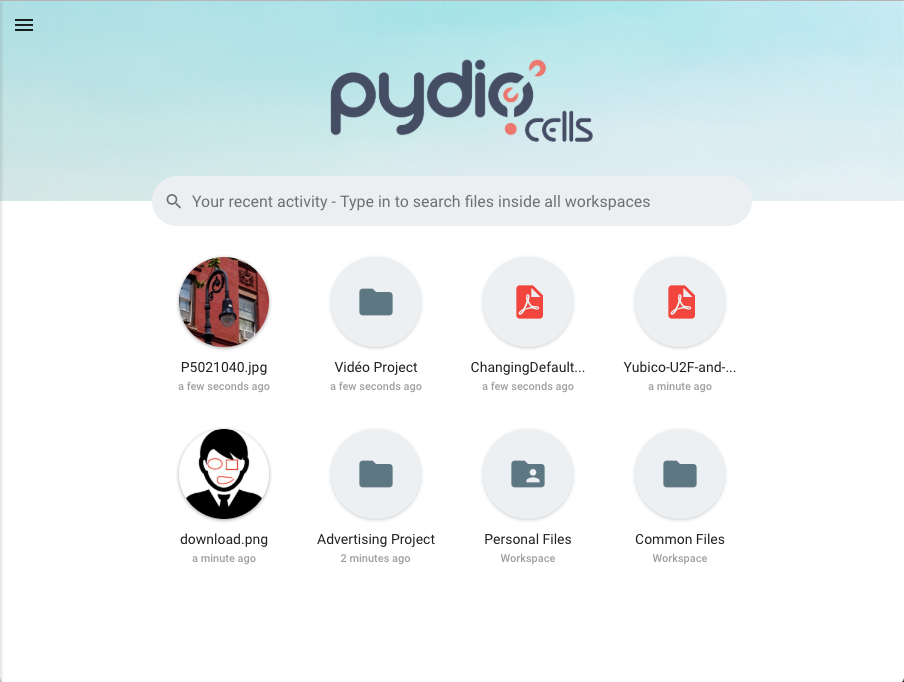 pydio
cells
Your recent activity - Type in to search files inside all workspaces
P5021040.jpg
a few seconds ago
Vidéo Project
a few seconds ago
ChangingDefault...
a few seconds ago
Yubico-U2F-and-...
a minute ago
download.png
a minute ago
Advertising Project
2 minutes ago
Personal Files
Workspace
Common Files
Workspace